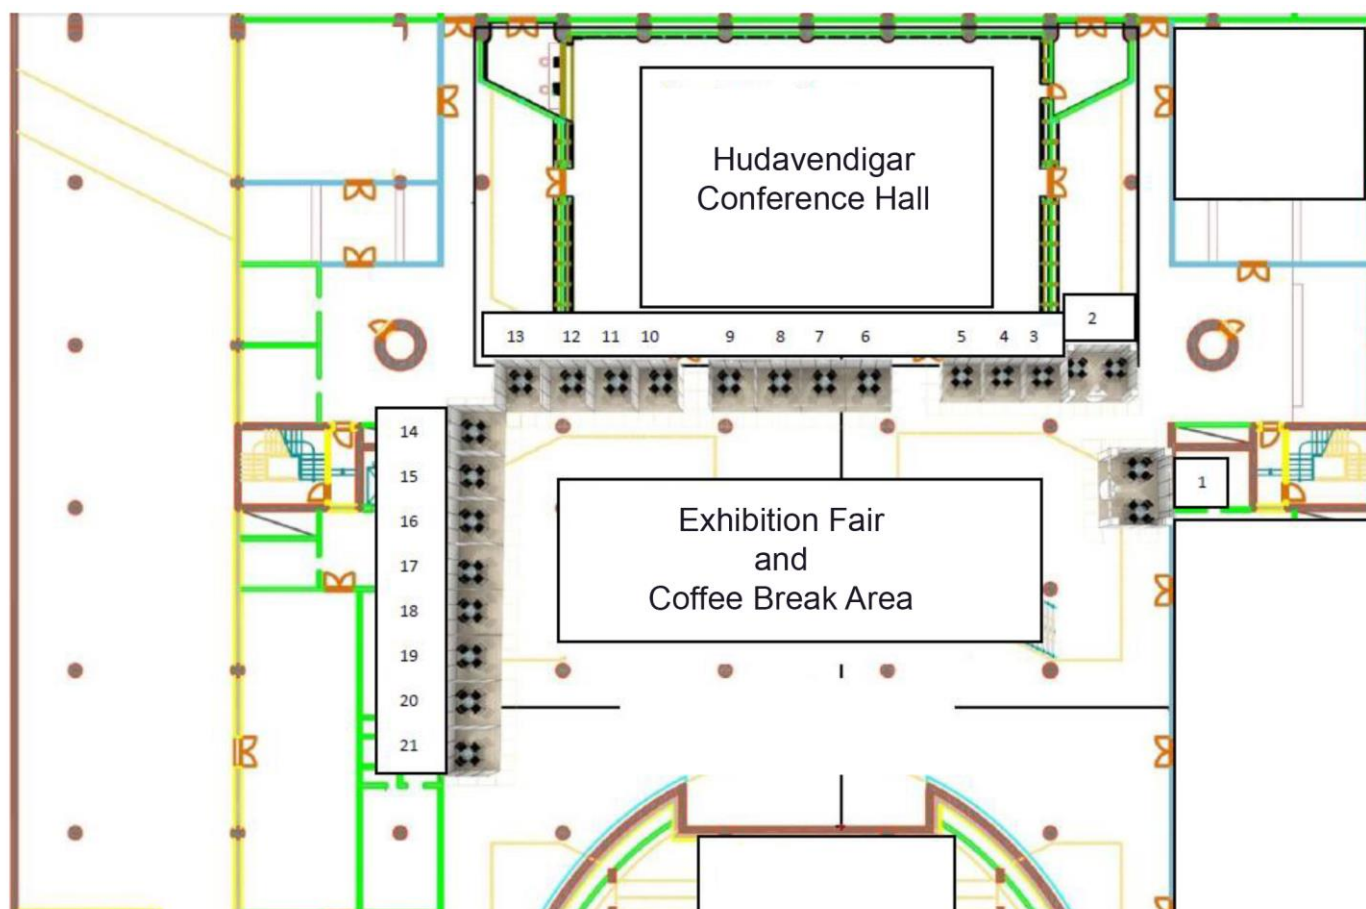 Hudavendigar
Conference Hall
13 12 11 10 9 8 7 6 5 4 3 2
14
15
16
17
18
19
20
21
1
Exhibition Fair
and
Coffee Break Area